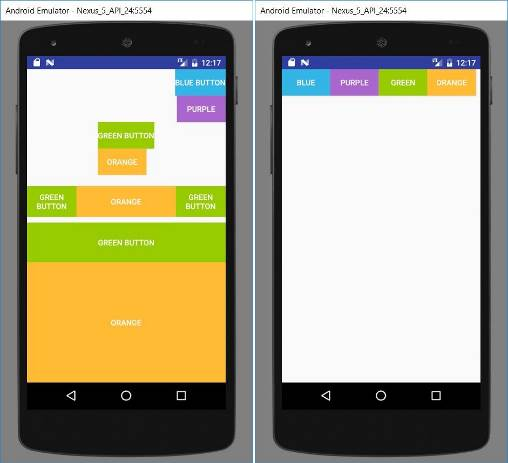 Android Emulator - Nexus_5_API_24:5554
12:17
BLUE BUTTON
PURPLE
GREEN BUTTON
ORANGE
GREEN
BUTTON
ORANGE
GREEN
BUTTON
GREEN BUTTON
ORANGE
Android Emulator - Nexus_5_API_24:5554
12:17
BLUE
PURPLE
GREEN
ORANGE